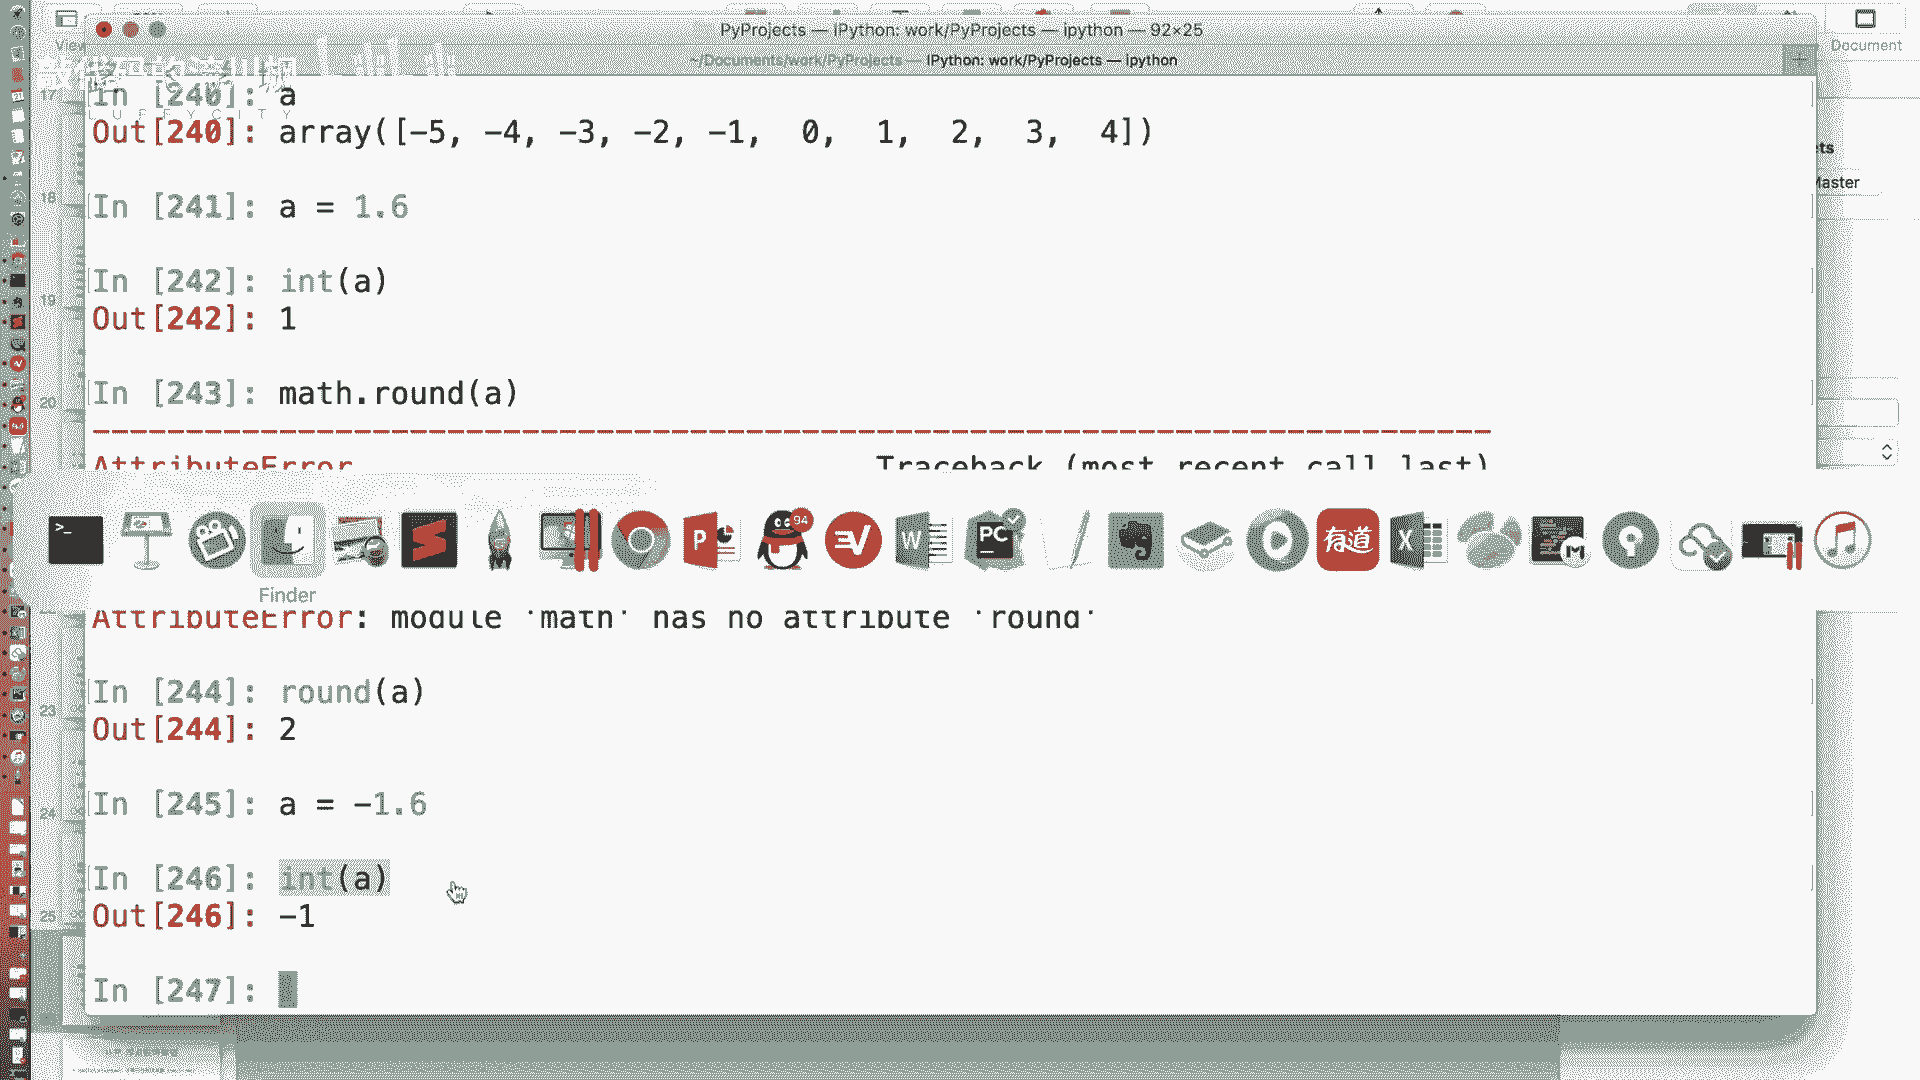 PyProjects — IPython: work/PyProjects — ipython — 92×25
View
Document
~/Documents/work/PyProjects — IPython: work/PyProjects — ipython
LUFFYCITY
17
In [240]: a
Out[240]: array([-5, -4, -3, -2, -1,  0,  1,  2,  3,  4])
Master
18
In [241]: a = 1.6
In [242]: int(a)
19
Out[242]: 1
In [243]: math.round(a)
20
AttributeError                            Traceback (most recent call last)
94
有道
Finder
AttributeError: module 'math' has no attribute 'round'
In [244]: round(a)
23
Out[244]: 2
In [245]: a = -1.6
24
In [246]: int(a)
25
Out[246]: -1
In [247]: